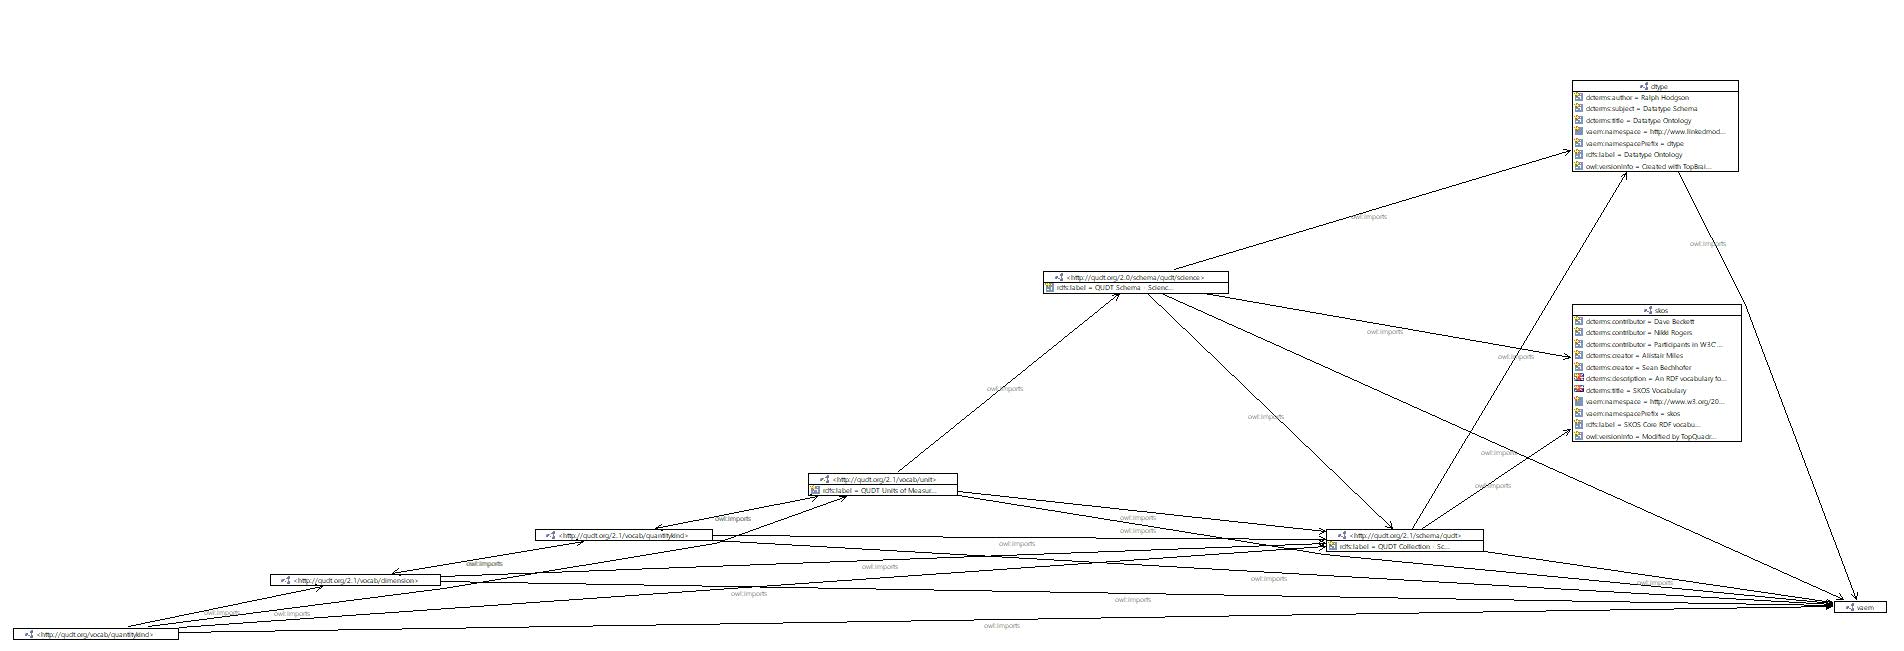 dtype
dcterms:author = Ralph Hodgson
dcterms:subject = Datatype Schema
dcterms:title = Datatype Ontology
vaem:namespace = http://www.linkedmod...
vaem:namespacePrefix = dtype
rdfs:label = Datatype Ontology
owl:versionInfo = Created with TopBrai...
owl:imports
owl:imports
<http://qudt.org/2.0/schema/qudt/science>
rdfs:label = QUDT Schema - Scienc...
skos
dcterms:contributor = Dave Beckett
dcterms:contributor = Nikki Rogers
dcterms:contributor = Participants in W3C'...
dcterms:creator = Alistair Miles
dcterms:creator = Sean Bechhofer
dcterms:description = An RDF vocabulary fo...
dcterms:title = SKOS Vocabulary
vaem:namespace = http://www.w3.org/20...
vaem:namespacePrefix = skos
rdfs:label = SKOS Core RDF vocabu...
owl:versionInfo = Modified by TopQuadr...
owl:imports
owl:imports
owl:imports
owl:imports
owl:imports
owl:imports
<http://qudt.org/2.1/vocab/unit>
rdfs:label = QUDT Units of Measur...
owl:imports
owl:imports
owl:imports
<http://qudt.org/2.1/vocab/quantitykind>
<http://qudt.org/2.1/schema/qudt>
rdfs:label = QUDT Collection - Sc...
owl:imports
owl:imports
owl:imports
<http://qudt.org/2.1/vocab/dimension>
owl:imports
owl:imports
owl:imports
owl:imports
vaem
owl:imports
owl:imports
owl:imports
<http://qudt.org/vocab/quantitykind>